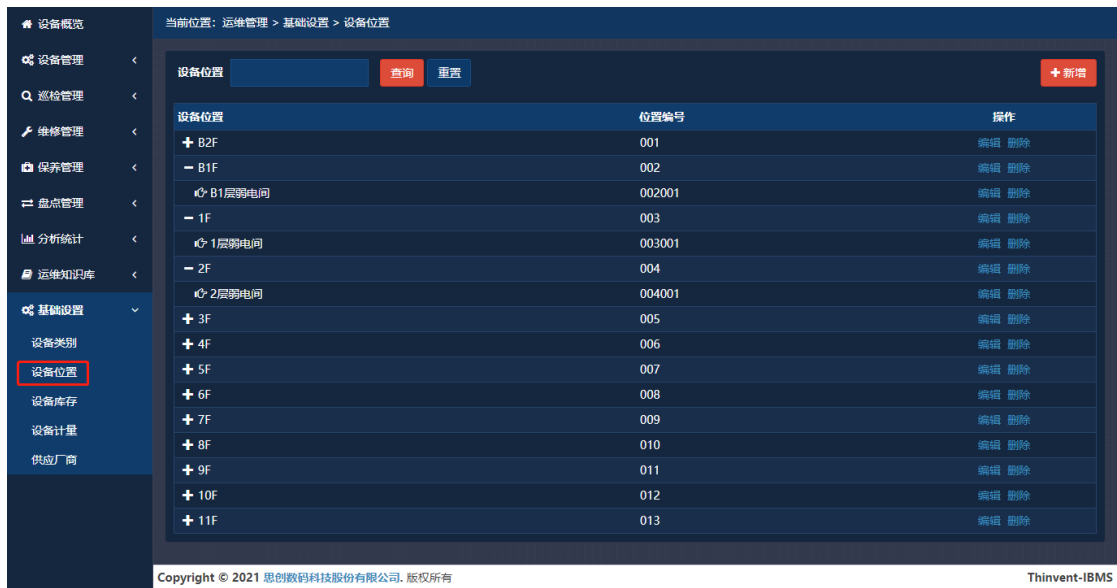 设备概览
设备管理
巡检管理
维修管理
保养管理
盘点管理
分析统计
运维知识库
基础设置
设备类别
设备位置
设备库存
设备计量
供应厂商
当前位置：运维管理 > 基础设置 > 设备位置
设备位置 查询 重置 新增
设备位置 位置编号 操作
B2F 001 编辑 删除
B1F 002 编辑 删除
B1层弱电间 002001 编辑 删除
1F 003 编辑 删除
1层弱电间 003001 编辑 删除
2F 004 编辑 删除
2层弱电间 004001 编辑 删除
3F 005 编辑 删除
4F 006 编辑 删除
5F 007 编辑 删除
6F 008 编辑 删除
7F 009 编辑 删除
8F 010 编辑 删除
9F 011 编辑 删除
10F 012 编辑 删除
11F 013 编辑 删除
Copyright © 2021 思创数码科技股份有限公司. 版权所有 Thinvent-IBMS